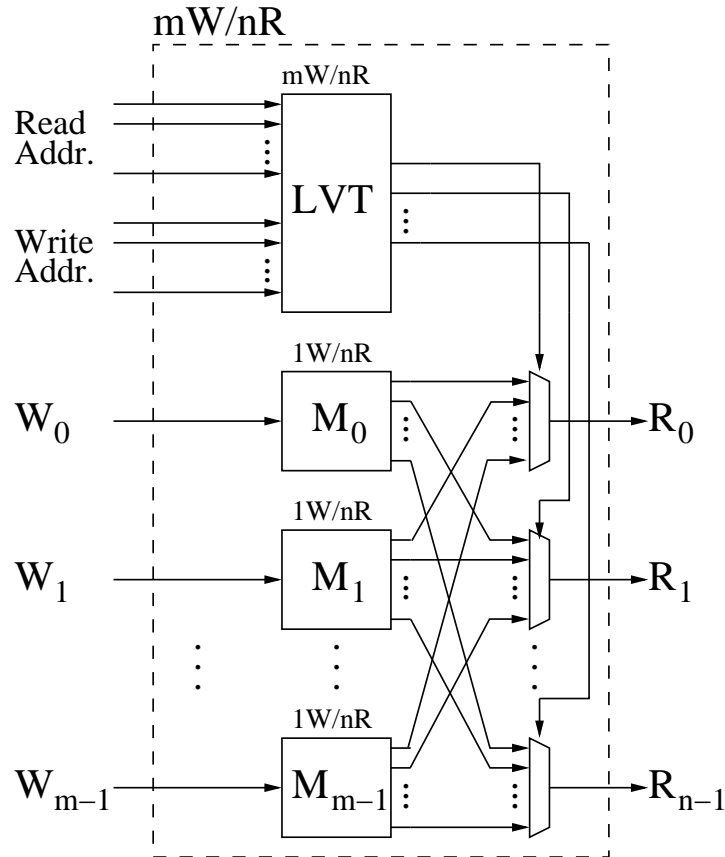 mW/nR
mW/nR
Read
Addr.
LVT
Write
Addr.
1W/nR
W0
M0
R0
1W/nR
W1
M1
R1
1W/nR
Wm−1
Mm−1
Rn−1